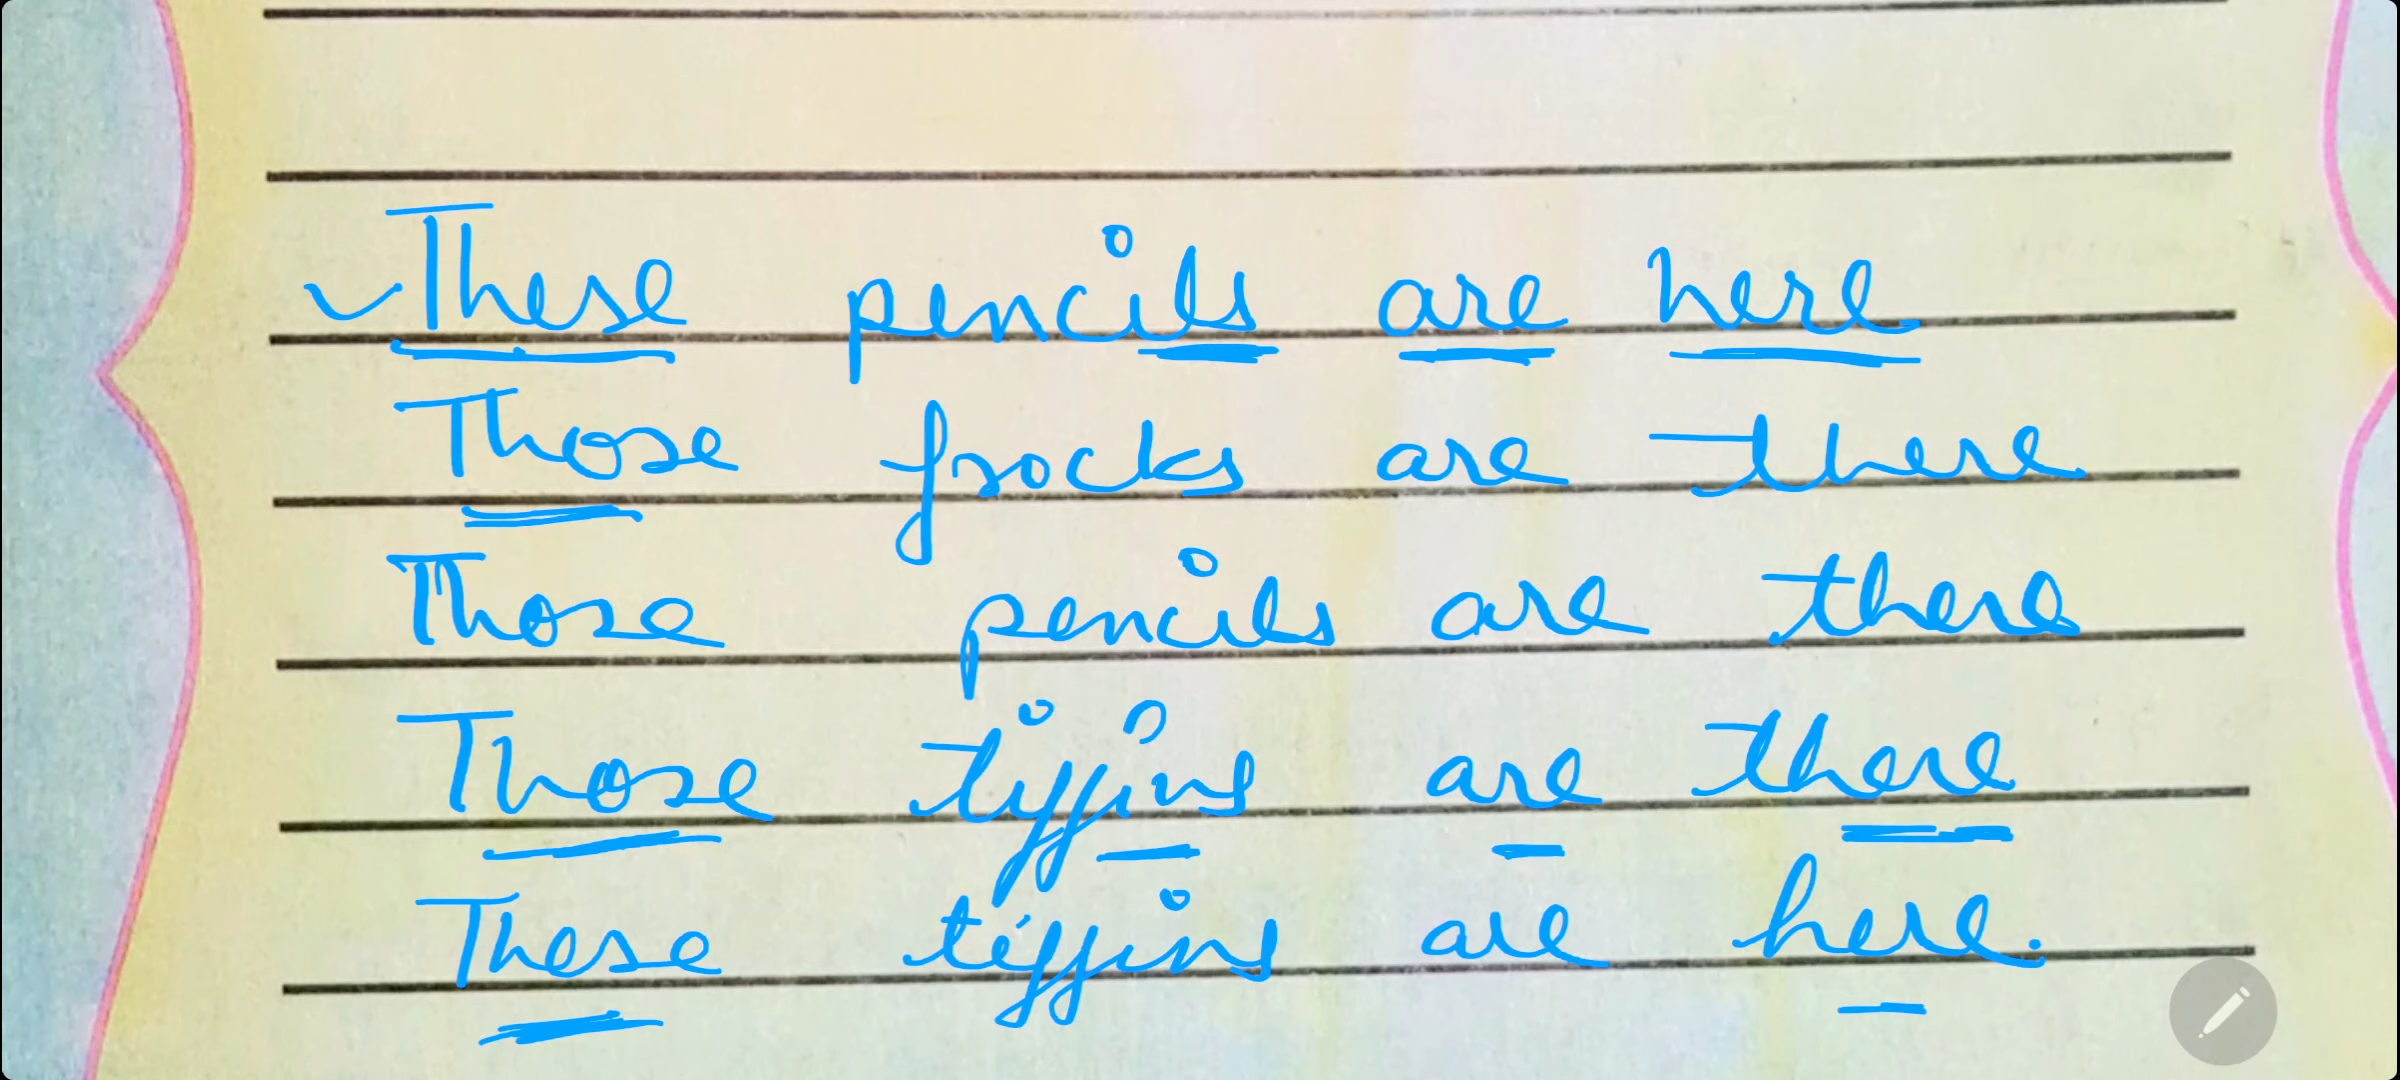 These pencils are here
Those frocks are there
Those pencils are there
Those tiffins are there
These tiffins are here.